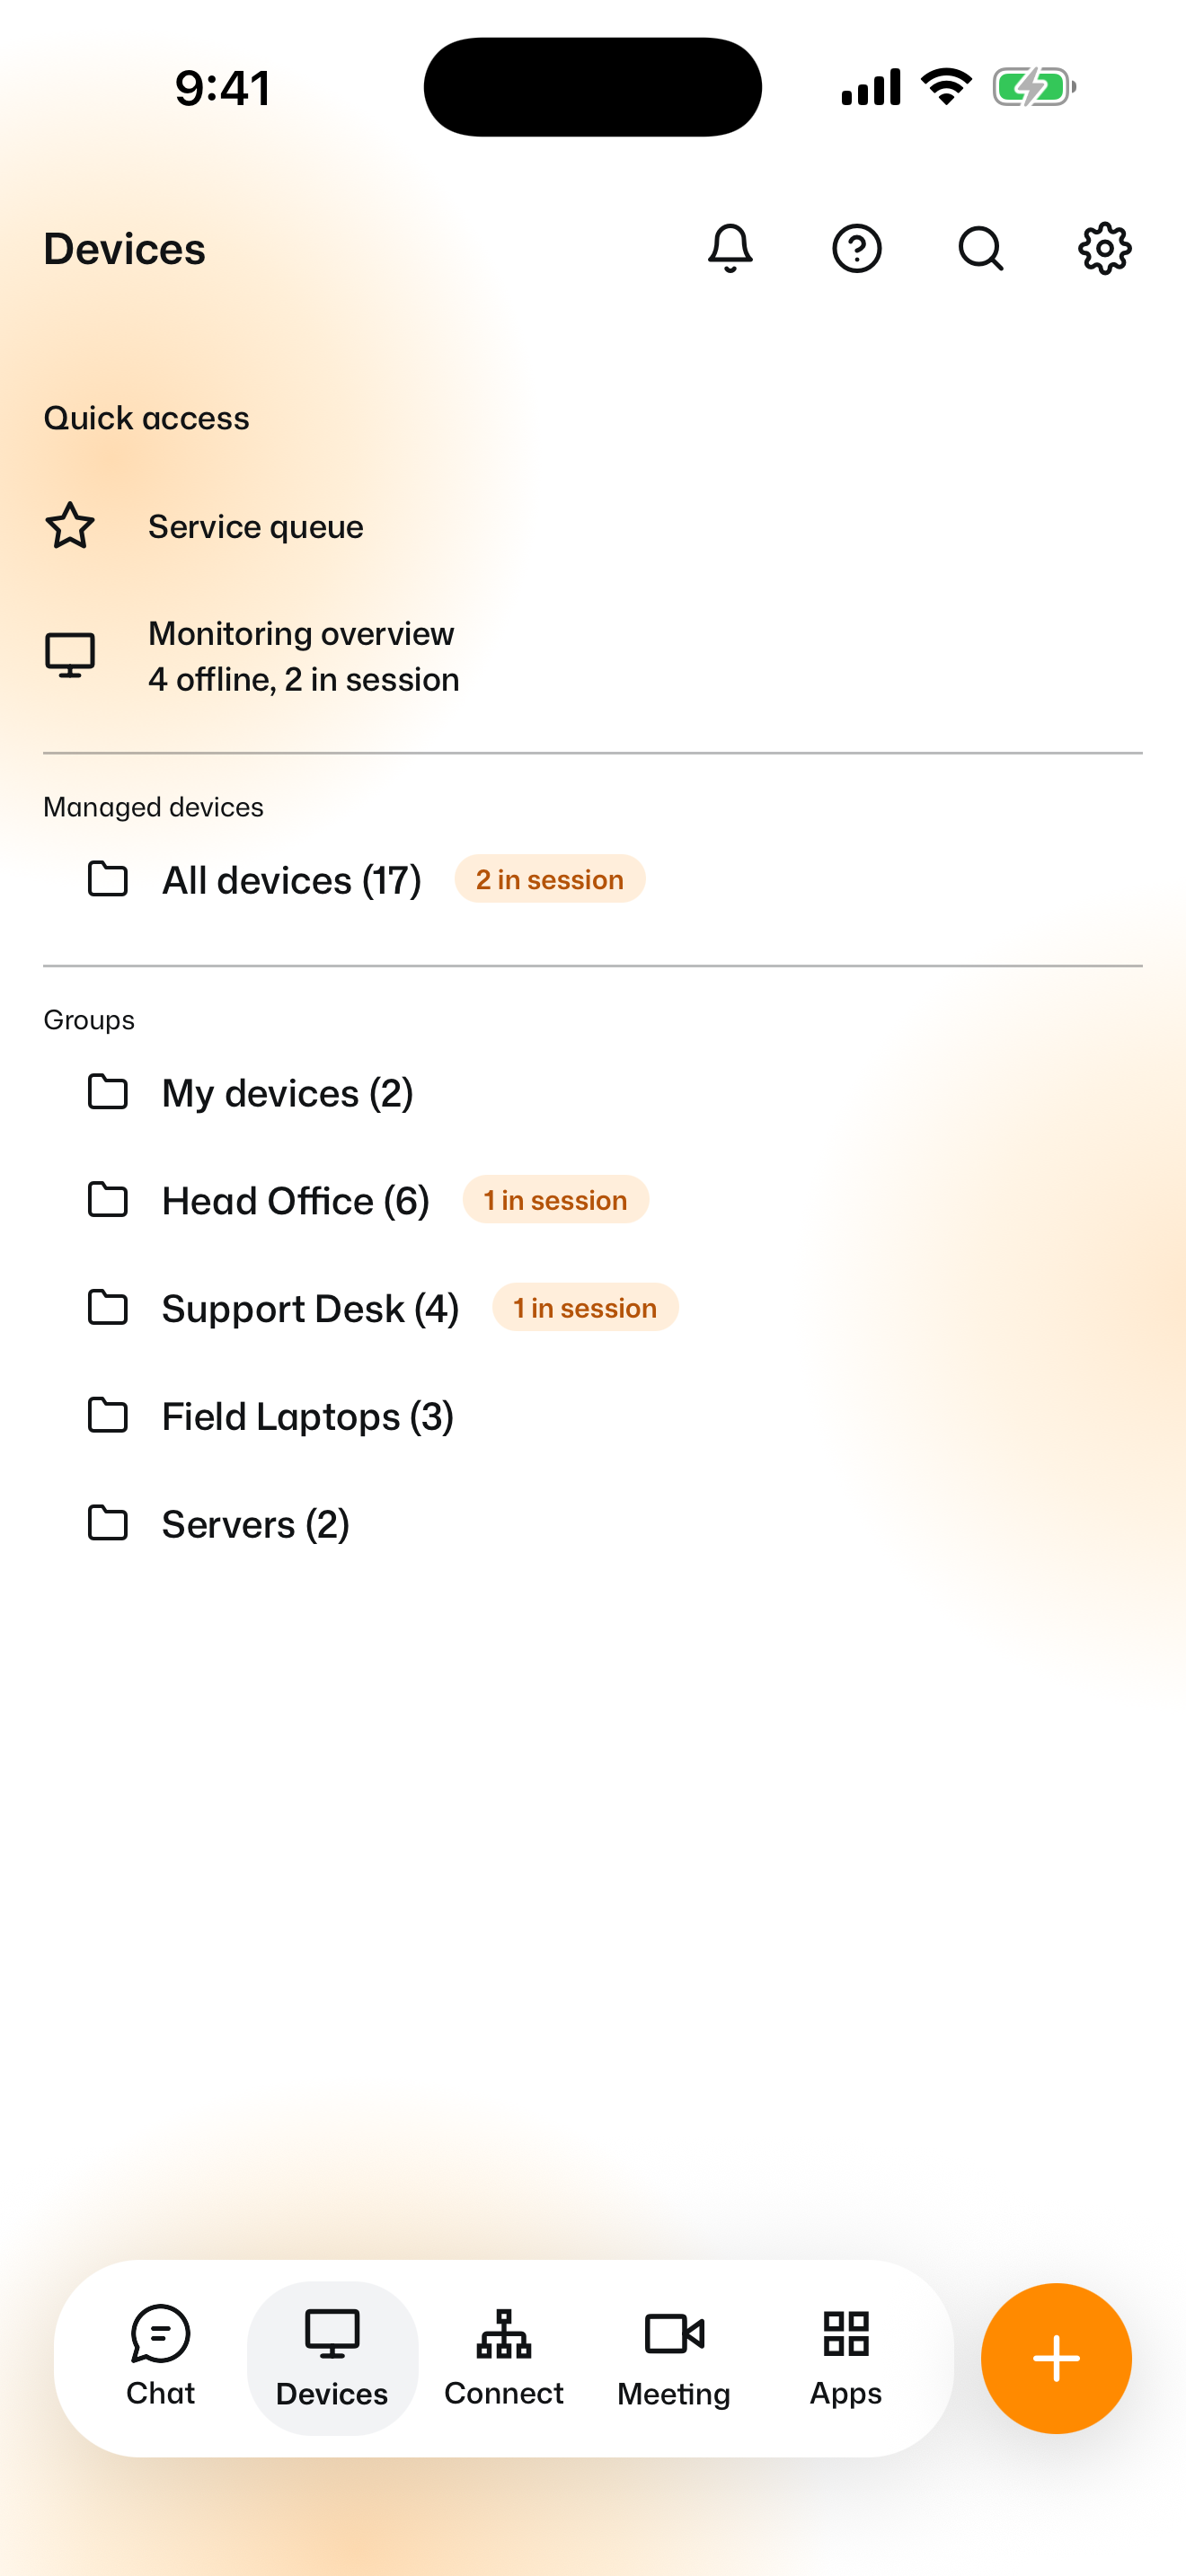 9:41
Devices
Quick access
Service queue
Monitoring overview
4 offline, 2 in session
Managed devices
All devices (17) 2 in session
Groups
My devices (2)
Head Office (6) 1 in session
Support Desk (4) 1 in session
Field Laptops (3)
Servers (2)
Chat Devices Connect Meeting Apps